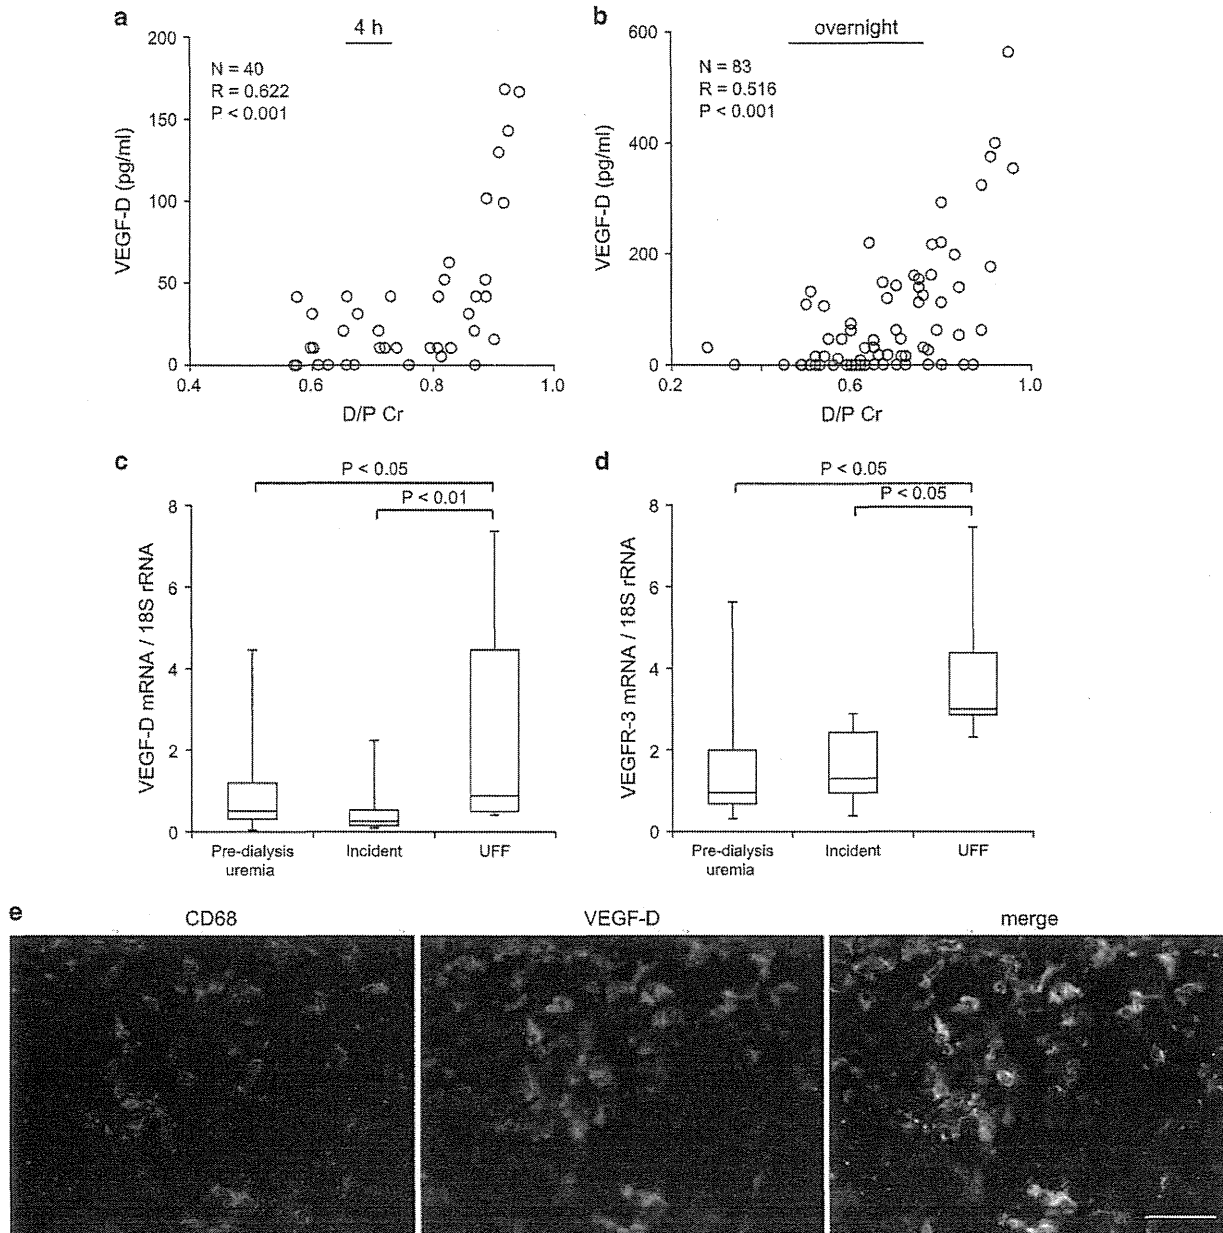 a
4 h
200
150
100
50
0
N = 40
R = 0.622
P < 0.001
VEGF-D (pg/ml)
0.4
0.6
0.8
1.0
D/P Cr
b
overnight
600
400
200
0
N = 83
R = 0.516
P < 0.001
VEGF-D (pg/ml)
0.2
0.6
1.0
D/P Cr
c
P < 0.05
P < 0.01
8
6
4
2
0
VEGF-D mRNA / 18S rRNA
Pre-dialysis
uremia
Incident
UFF
d
P < 0.05
P < 0.05
8
6
4
2
0
VEGFR-3 mRNA / 18S rRNA
Pre-dialysis
uremia
Incident
UFF
e
CD68
VEGF-D
merge